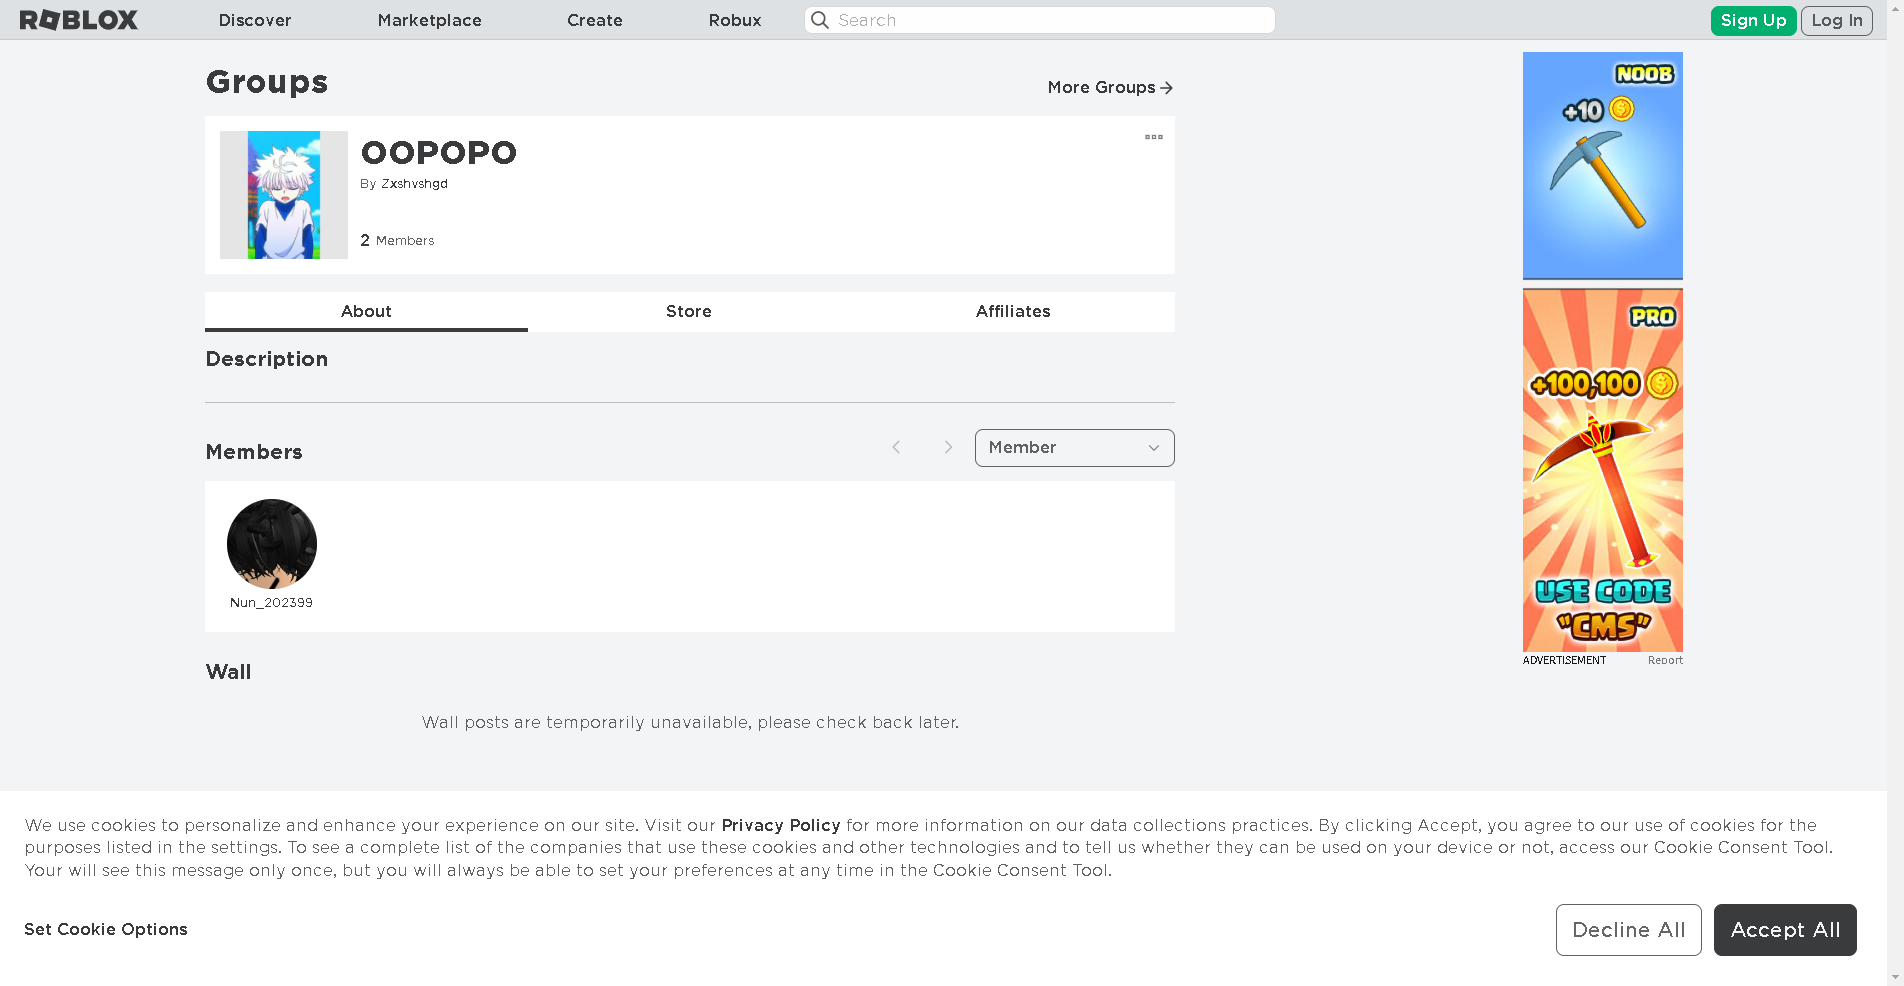 ROBLOX
Discover
Marketplace
Create
Robux
Search
Sign Up
Log In
Groups
More Groups
OOPOPO
By Zxshvshgd
2 Members
About
Store
Affiliates
Description
Members
Member
Nun_202399
Wall
Wall posts are temporarily unavailable, please check back later.
NOOB
+10
PRO
+100,100
USE CODE
"CMS"
ADVERTISEMENT
Report
We use cookies to personalize and enhance your experience on our site. Visit our Privacy Policy for more information on our data collections practices. By clicking Accept, you agree to our use of cookies for the
purposes listed in the settings. To see a complete list of the companies that use these cookies and other technologies and to tell us whether they can be used on your device or not, access our Cookie Consent Tool.
Your will see this message only once, but you will always be able to set your preferences at any time in the Cookie Consent Tool.
Set Cookie Options
Decline All
Accept All